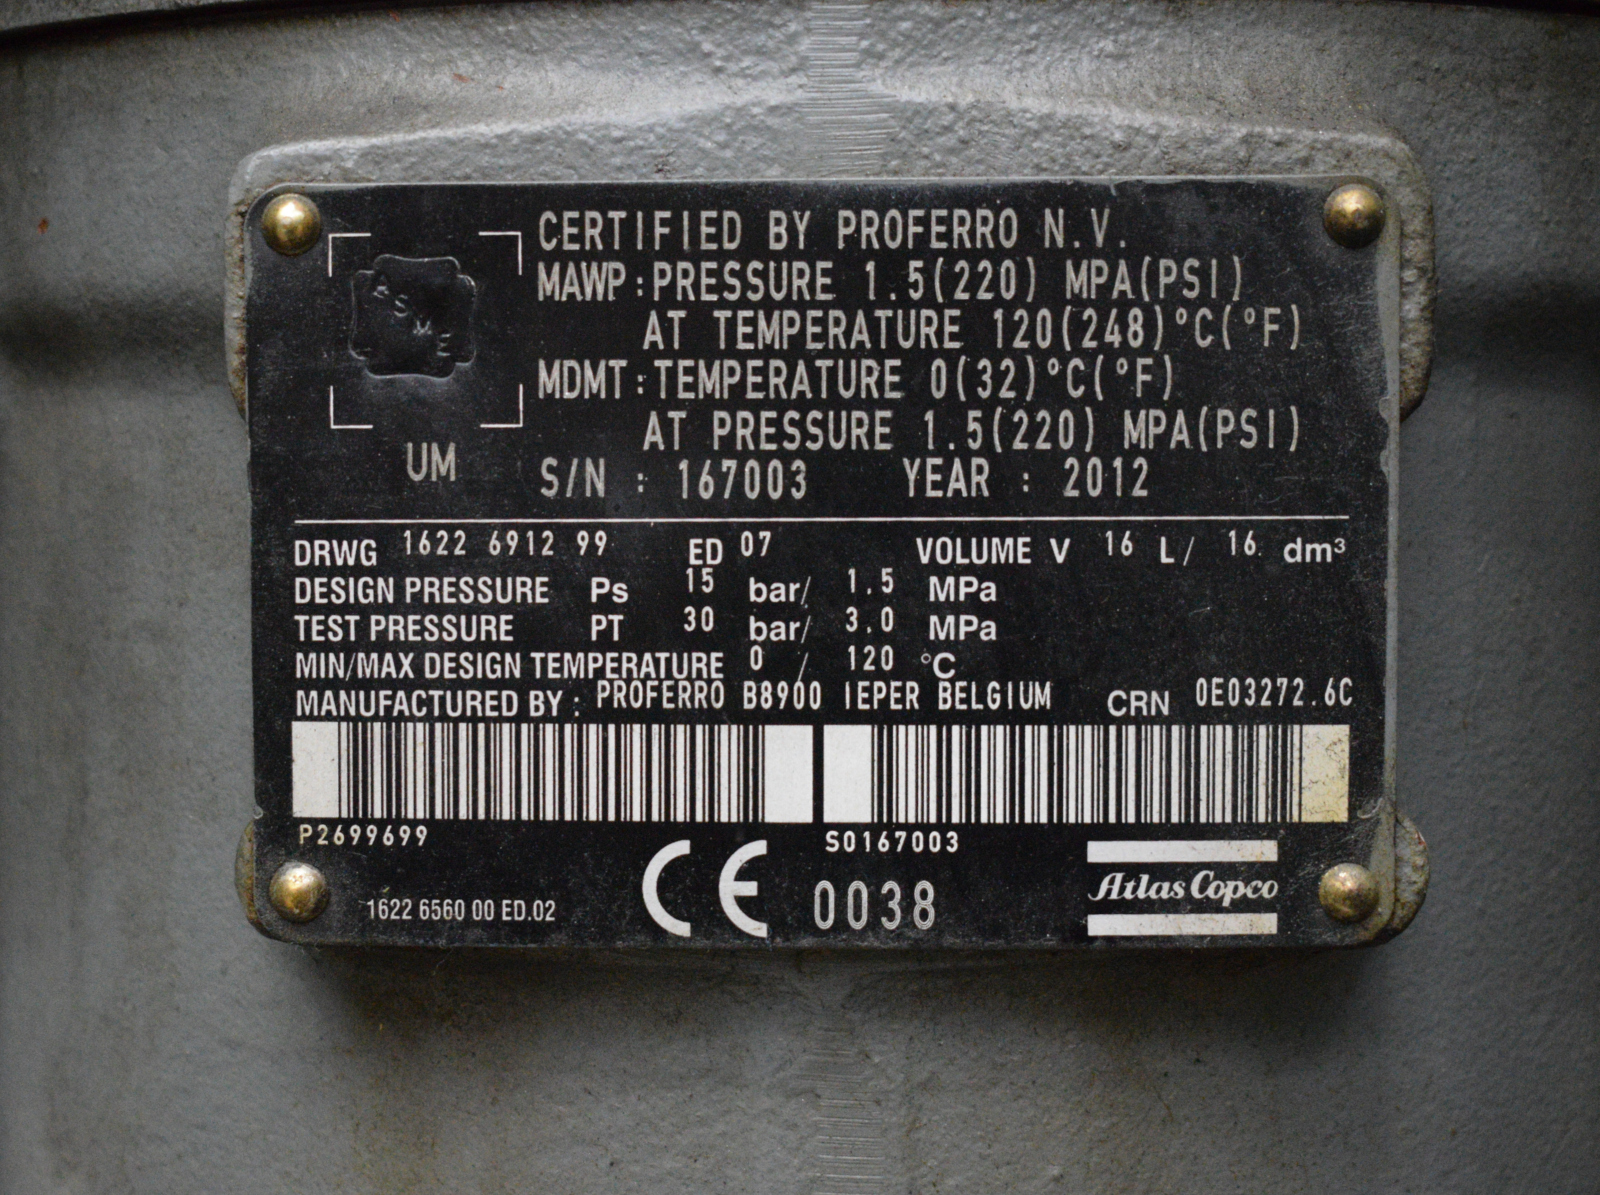 CERTIFIED BY PROFERRO N.V.
ASME
MAWP : PRESSURE 1.5(220) MPA(PSI)
AT TEMPERATURE 120(248)°C(°F)
MDMT : TEMPERATURE 0(32)°C(°F)
AT PRESSURE 1.5(220) MPA(PSI)
UM
S/N : 167003 YEAR : 2012
DRWG 1622 6912 99 ED 07 VOLUME V 16 L/ 16 dm³
DESIGN PRESSURE Ps 15 bar/ 1.5 MPa
TEST PRESSURE PT 30 bar/ 3.0 MPa
MIN/MAX DESIGN TEMPERATURE 0 / 120 °C
MANUFACTURED BY : PROFERRO B8900 IEPER BELGIUM CRN 0E03272.6C
P2699699 S0167003
1622 6560 00 ED.02 CE 0038 Atlas Copco